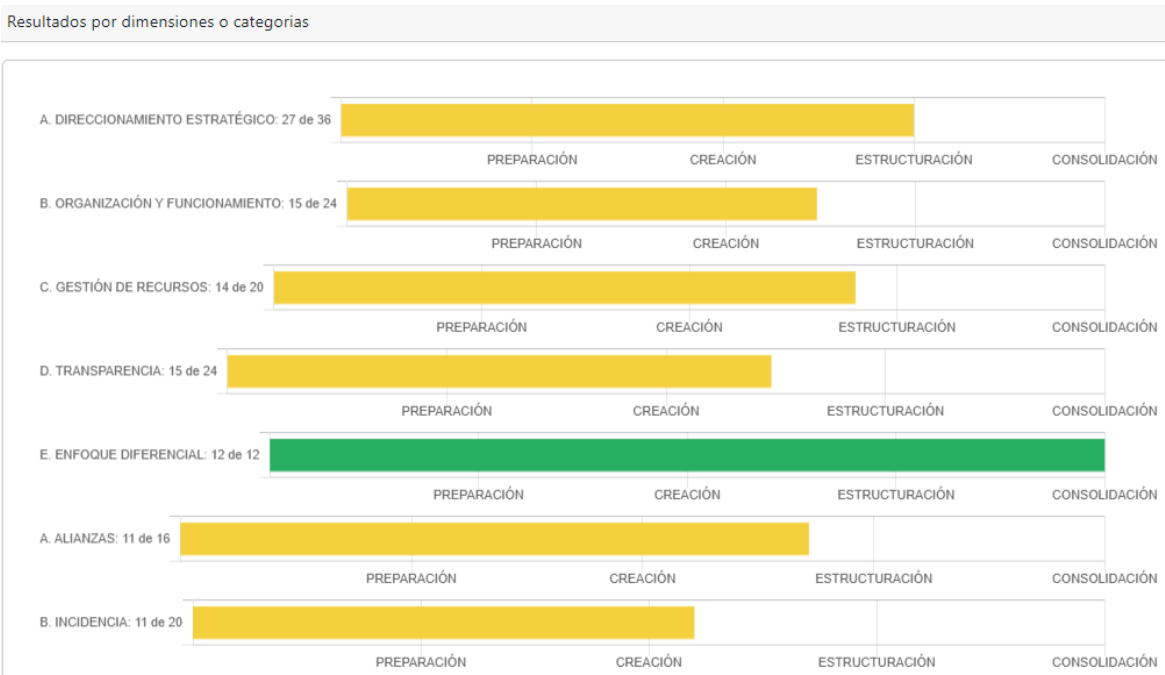 Resultados por dimensiones o categorias
A. DIRECCIONAMIENTO ESTRATÉGICO: 27 de 36
PREPARACIÓN CREACIÓN ESTRUCTURACIÓN CONSOLIDACIÓN
B. ORGANIZACIÓN Y FUNCIONAMIENTO: 15 de 24
PREPARACIÓN CREACIÓN ESTRUCTURACIÓN CONSOLIDACIÓN
C. GESTIÓN DE RECURSOS: 14 de 20
PREPARACIÓN CREACIÓN ESTRUCTURACIÓN CONSOLIDACIÓN
D. TRANSPARENCIA: 15 de 24
PREPARACIÓN CREACIÓN ESTRUCTURACIÓN CONSOLIDACIÓN
E. ENFOQUE DIFERENCIAL: 12 de 12
PREPARACIÓN CREACIÓN ESTRUCTURACIÓN CONSOLIDACIÓN
A. ALIANZAS: 11 de 16
PREPARACIÓN CREACIÓN ESTRUCTURACIÓN CONSOLIDACIÓN
B. INCIDENCIA: 11 de 20
PREPARACIÓN CREACIÓN ESTRUCTURACIÓN CONSOLIDACIÓN